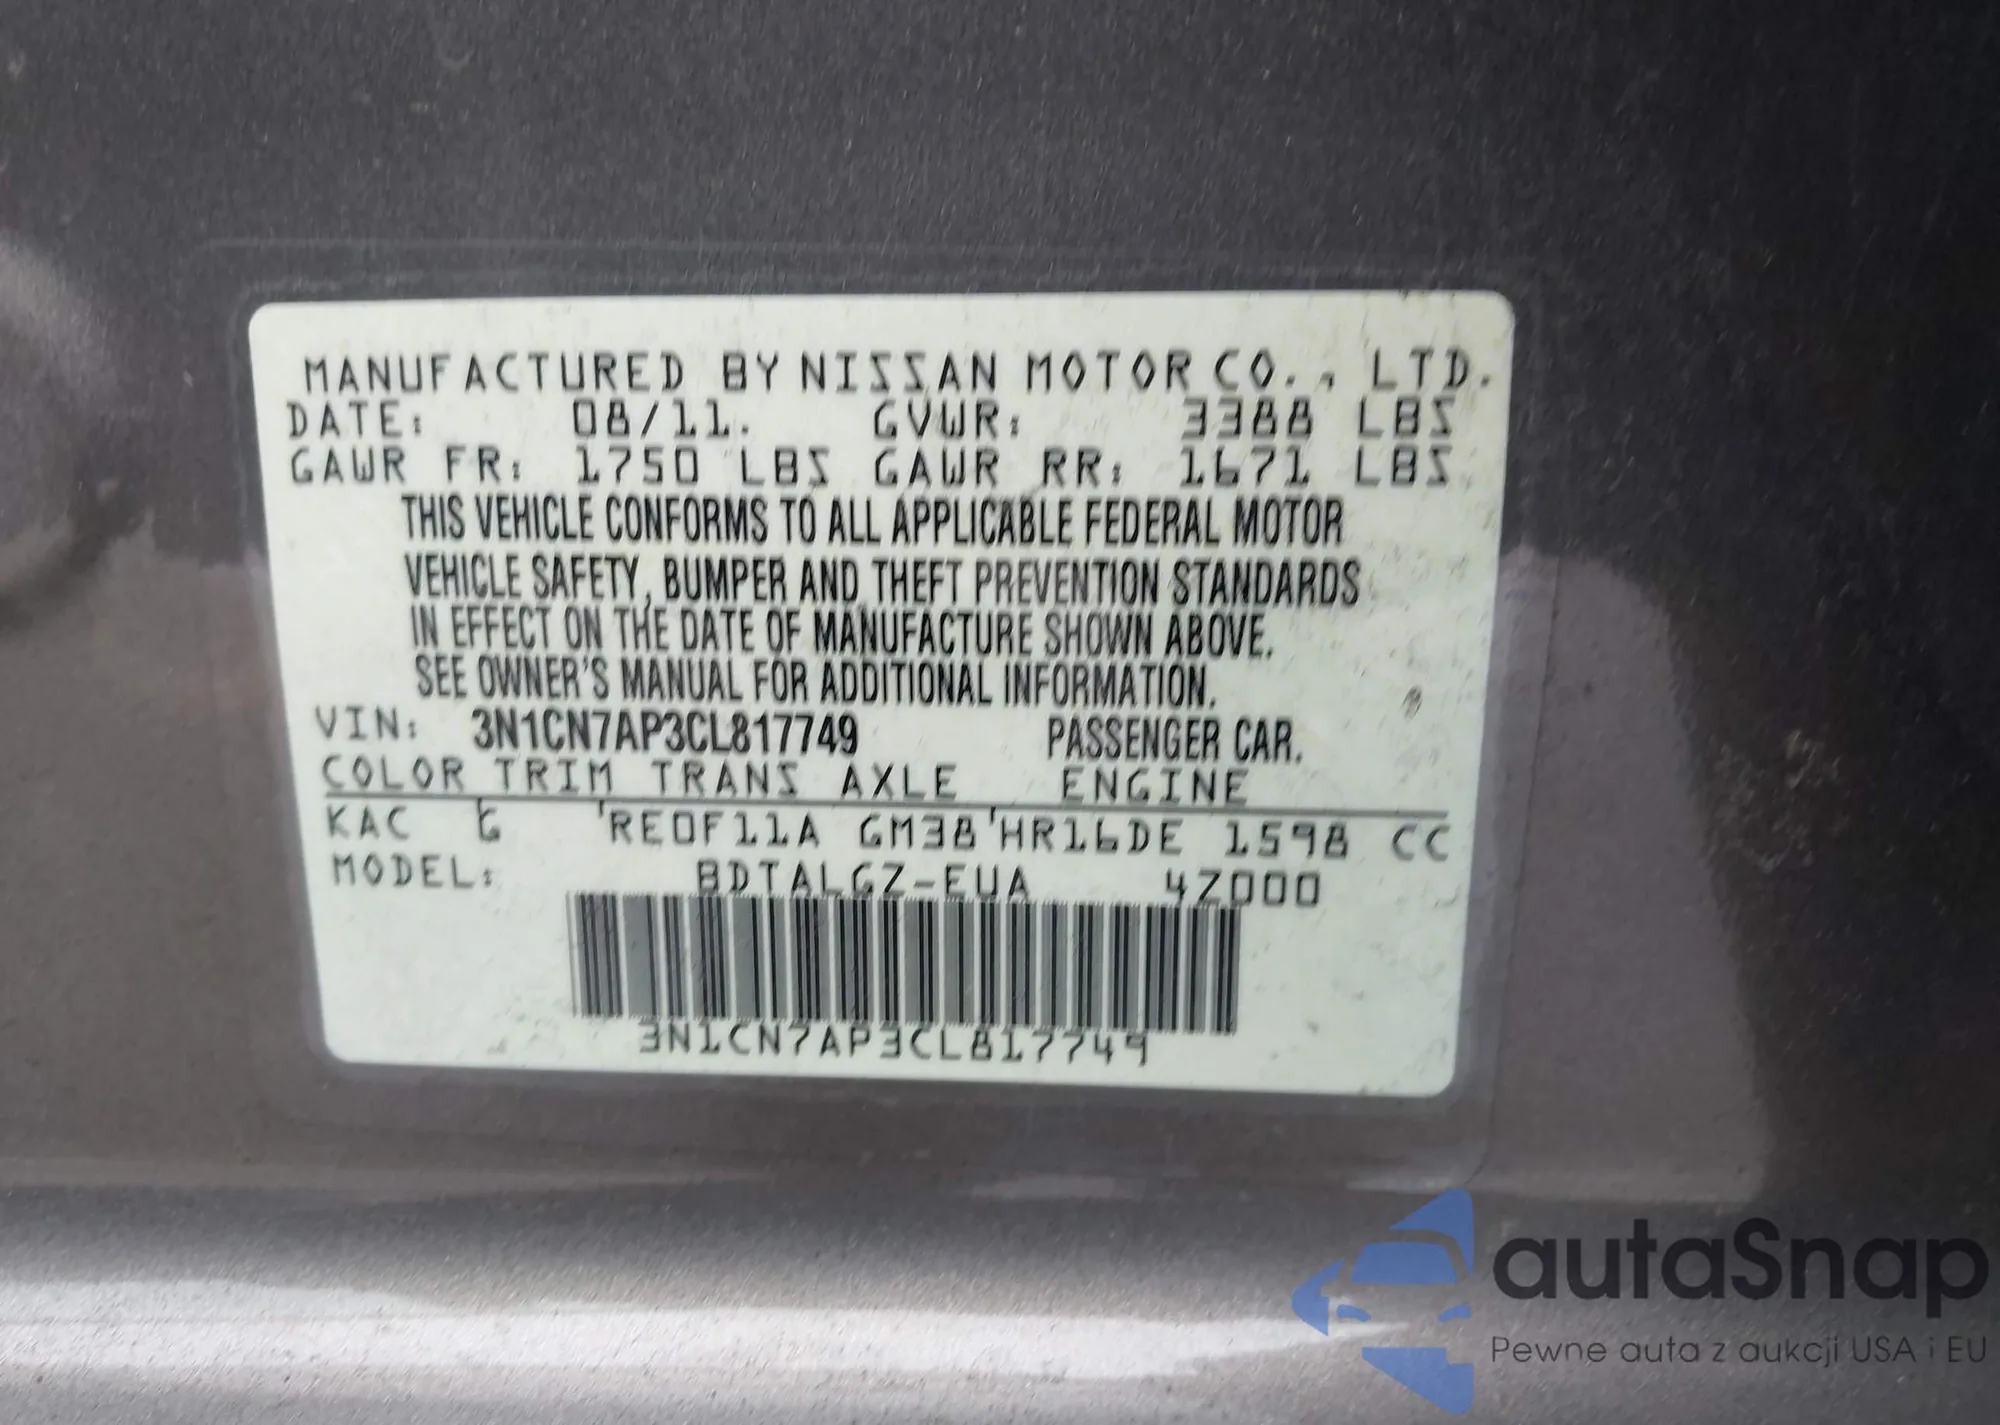 MANUFACTURED BY NISSAN MOTOR CO., LTD.
DATE: 08/11. GVWR: 3388 LBS
GAWR FR: 1750 LBS GAWR RR: 1671 LBS
THIS VEHICLE CONFORMS TO ALL APPLICABLE FEDERAL MOTOR
VEHICLE SAFETY, BUMPER AND THEFT PREVENTION STANDARDS
IN EFFECT ON THE DATE OF MANUFACTURE SHOWN ABOVE.
SEE OWNER'S MANUAL FOR ADDITIONAL INFORMATION.
VIN: 3N1CN7AP3CL817749 PASSENGER CAR.
COLOR TRIM TRANS AXLE ENGINE
KAC G 'RE0F11A GM38'HR16DE 1598 CC
MODEL: BDTALGZ-EUA 4Z000
3N1CN7AP3CL817749
autaSnap
Pewne auta z aukcji USA i EU